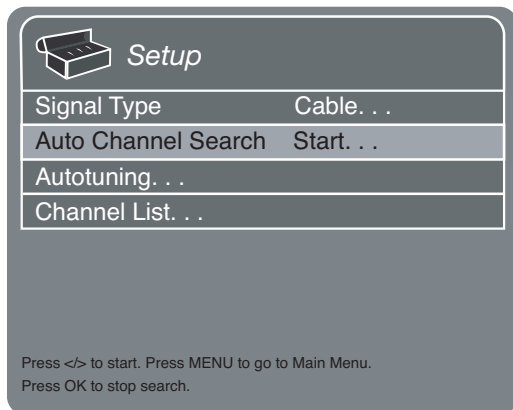 Setup
Signal Type Cable. . .
Auto Channel Search Start. . .
Autotuning. . .
Channel List. . .
Press </> to start. Press MENU to go to Main Menu.
Press OK to stop search.